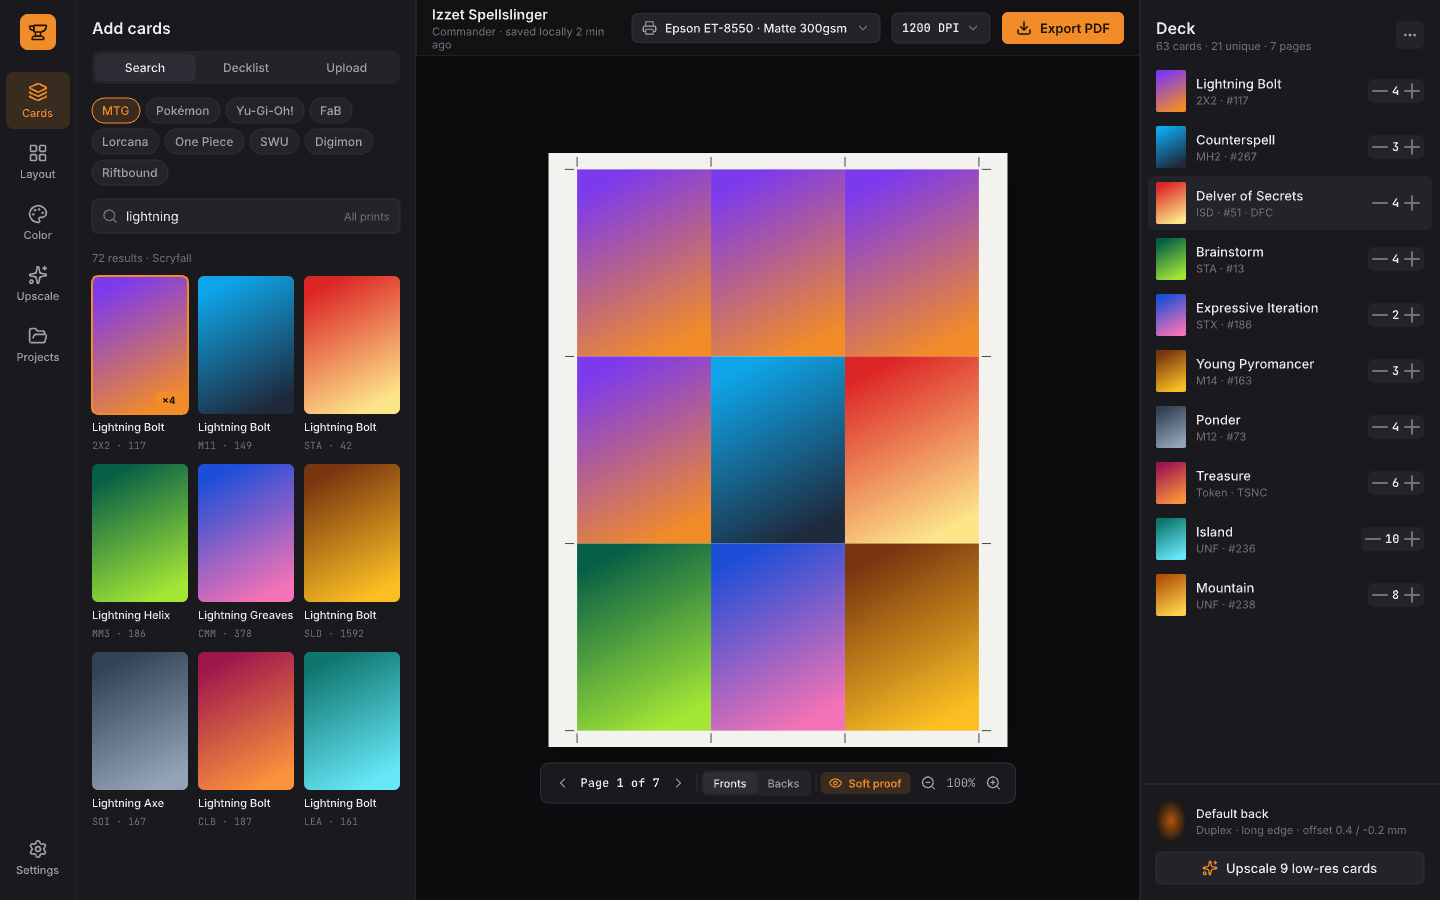 Cards
Layout
Color
Upscale
Projects
Settings
Add cards
Search
Decklist
Upload
MTG
Pokémon
Yu-Gi-Oh!
FaB
Lorcana
One Piece
SWU
Digimon
Riftbound
lightning
All prints
72 results · Scryfall
×4
Lightning Bolt
2X2 · 117
Lightning Bolt
M11 · 149
Lightning Bolt
STA · 42
Lightning Helix
MM3 · 186
Lightning Greaves
CMM · 378
Lightning Bolt
SLD · 1592
Lightning Axe
SOI · 167
Lightning Bolt
CLB · 187
Lightning Bolt
LEA · 161
Izzet Spellslinger
Commander · saved locally 2 min
ago
Epson ET-8550 · Matte 300gsm
1200 DPI
Export PDF
Page 1 of 7
Fronts
Backs
Soft proof
100%
Deck
63 cards · 21 unique · 7 pages
Lightning Bolt
2X2 · #117
4
Counterspell
MH2 · #267
3
Delver of Secrets
ISD · #51 · DFC
4
Brainstorm
STA · #13
4
Expressive Iteration
STX · #186
2
Young Pyromancer
M14 · #163
3
Ponder
M12 · #73
4
Treasure
Token · TSNC
6
Island
UNF · #236
10
Mountain
UNF · #238
8
Default back
Duplex · long edge · offset 0.4 / -0.2 mm
Upscale 9 low-res cards